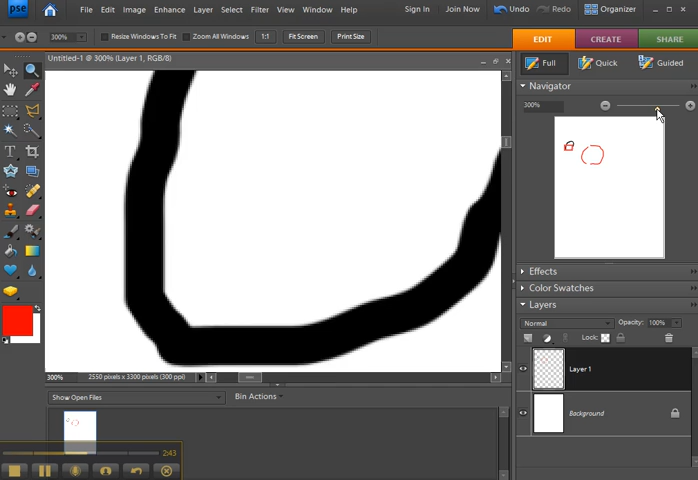 pse File Edit Image Enhance Layer Select Filter View Window Help Sign In Join Now Undo Redo Organizer
300% Resize Windows To Fit Zoom All Windows 1:1 Fit Screen Print Size EDIT CREATE SHARE
Untitled-1 @ 300% (Layer 1, RGB/8) Full Quick Guided
Navigator
300%
Effects
Color Swatches
Layers
Normal Opacity: 100%
Lock:
Layer 1
Background
300% 2550 pixels x 3300 pixels (300 ppi)
Show Open Files Bin Actions
2:43